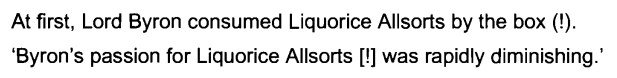 At first, Lord Byron consumed Liquorice Allsorts by the box (!).
‘Byron’s passion for Liquorice Allsorts [!] was rapidly diminishing.’